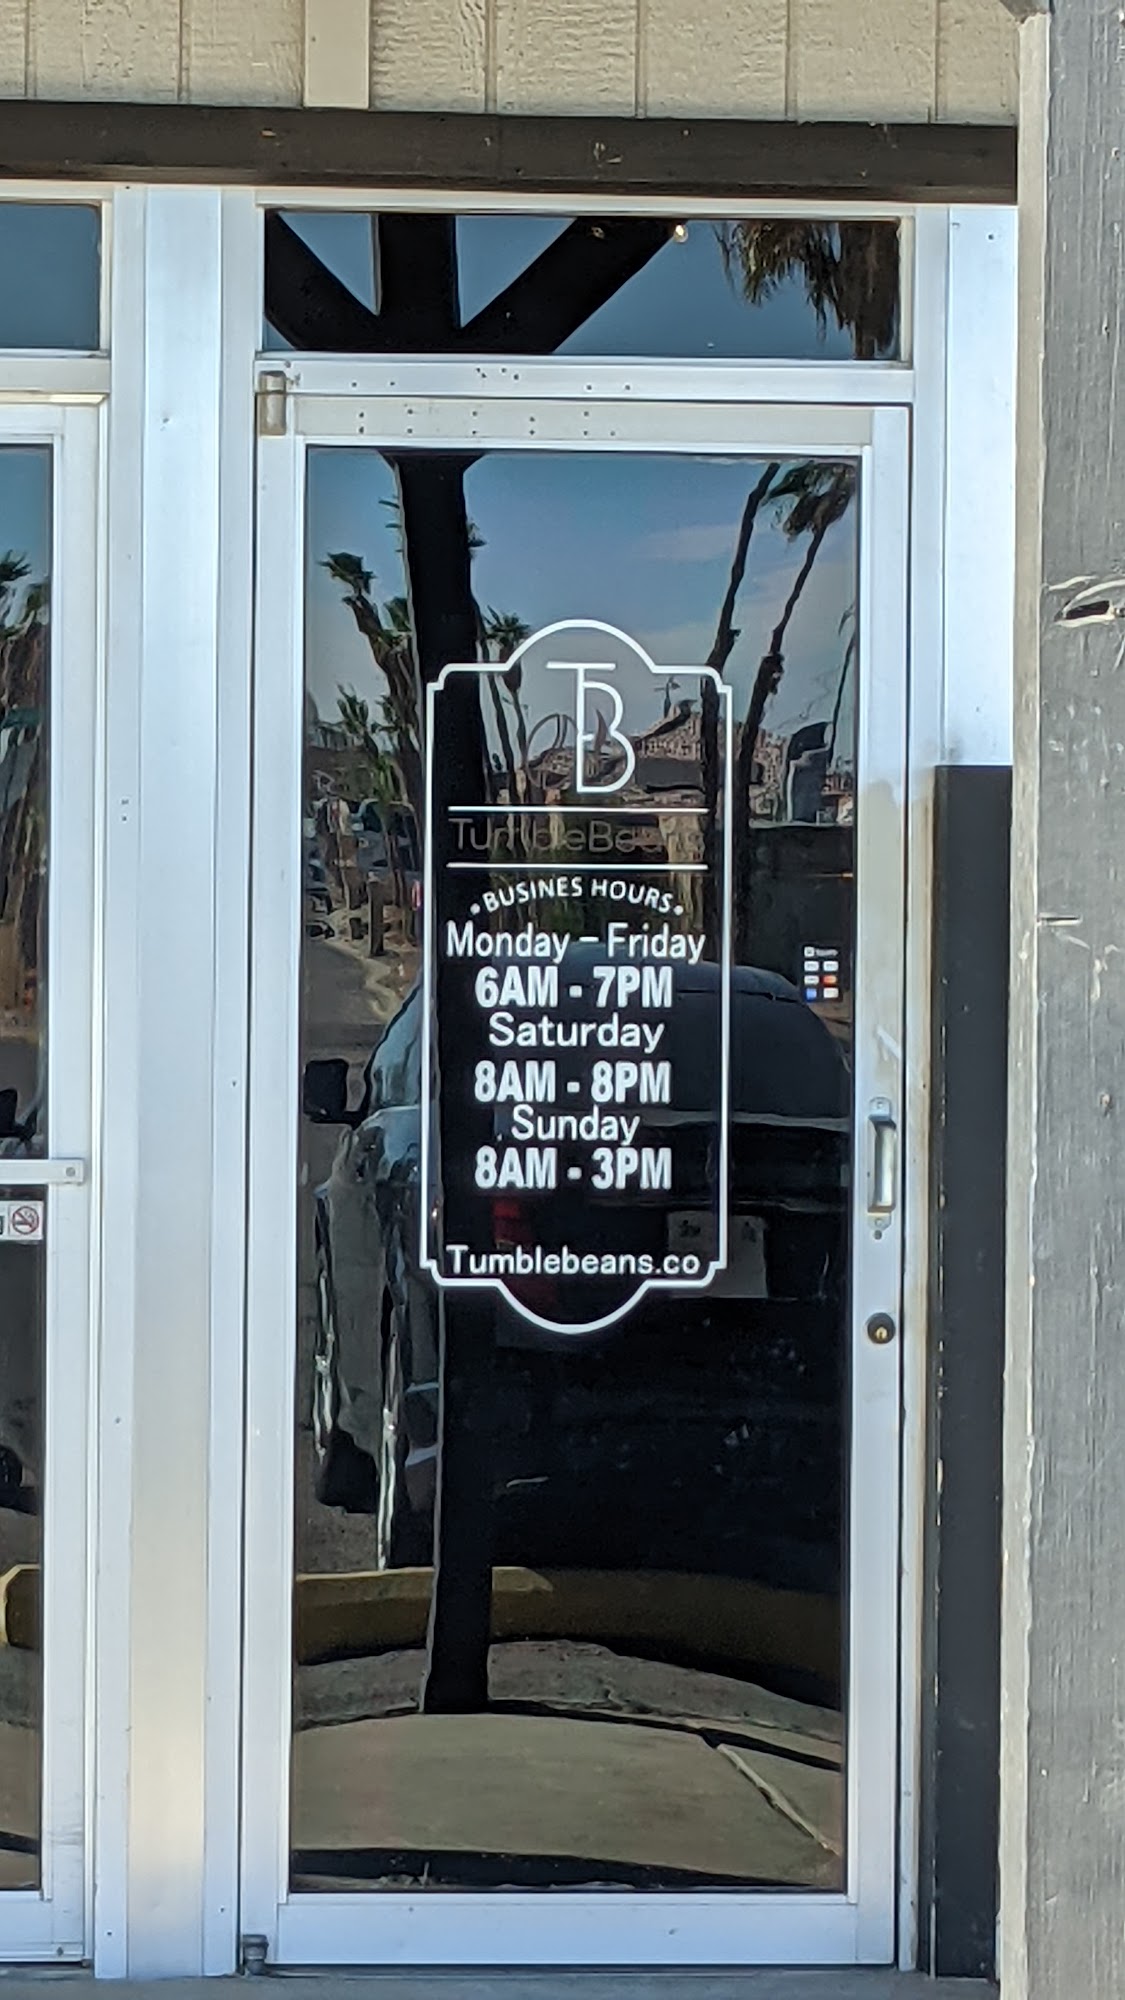 TB
TumbleBeans
•BUSINES HOURS•
Monday – Friday
6AM - 7PM
Saturday
8AM - 8PM
Sunday
8AM - 3PM
Tumblebeans.co